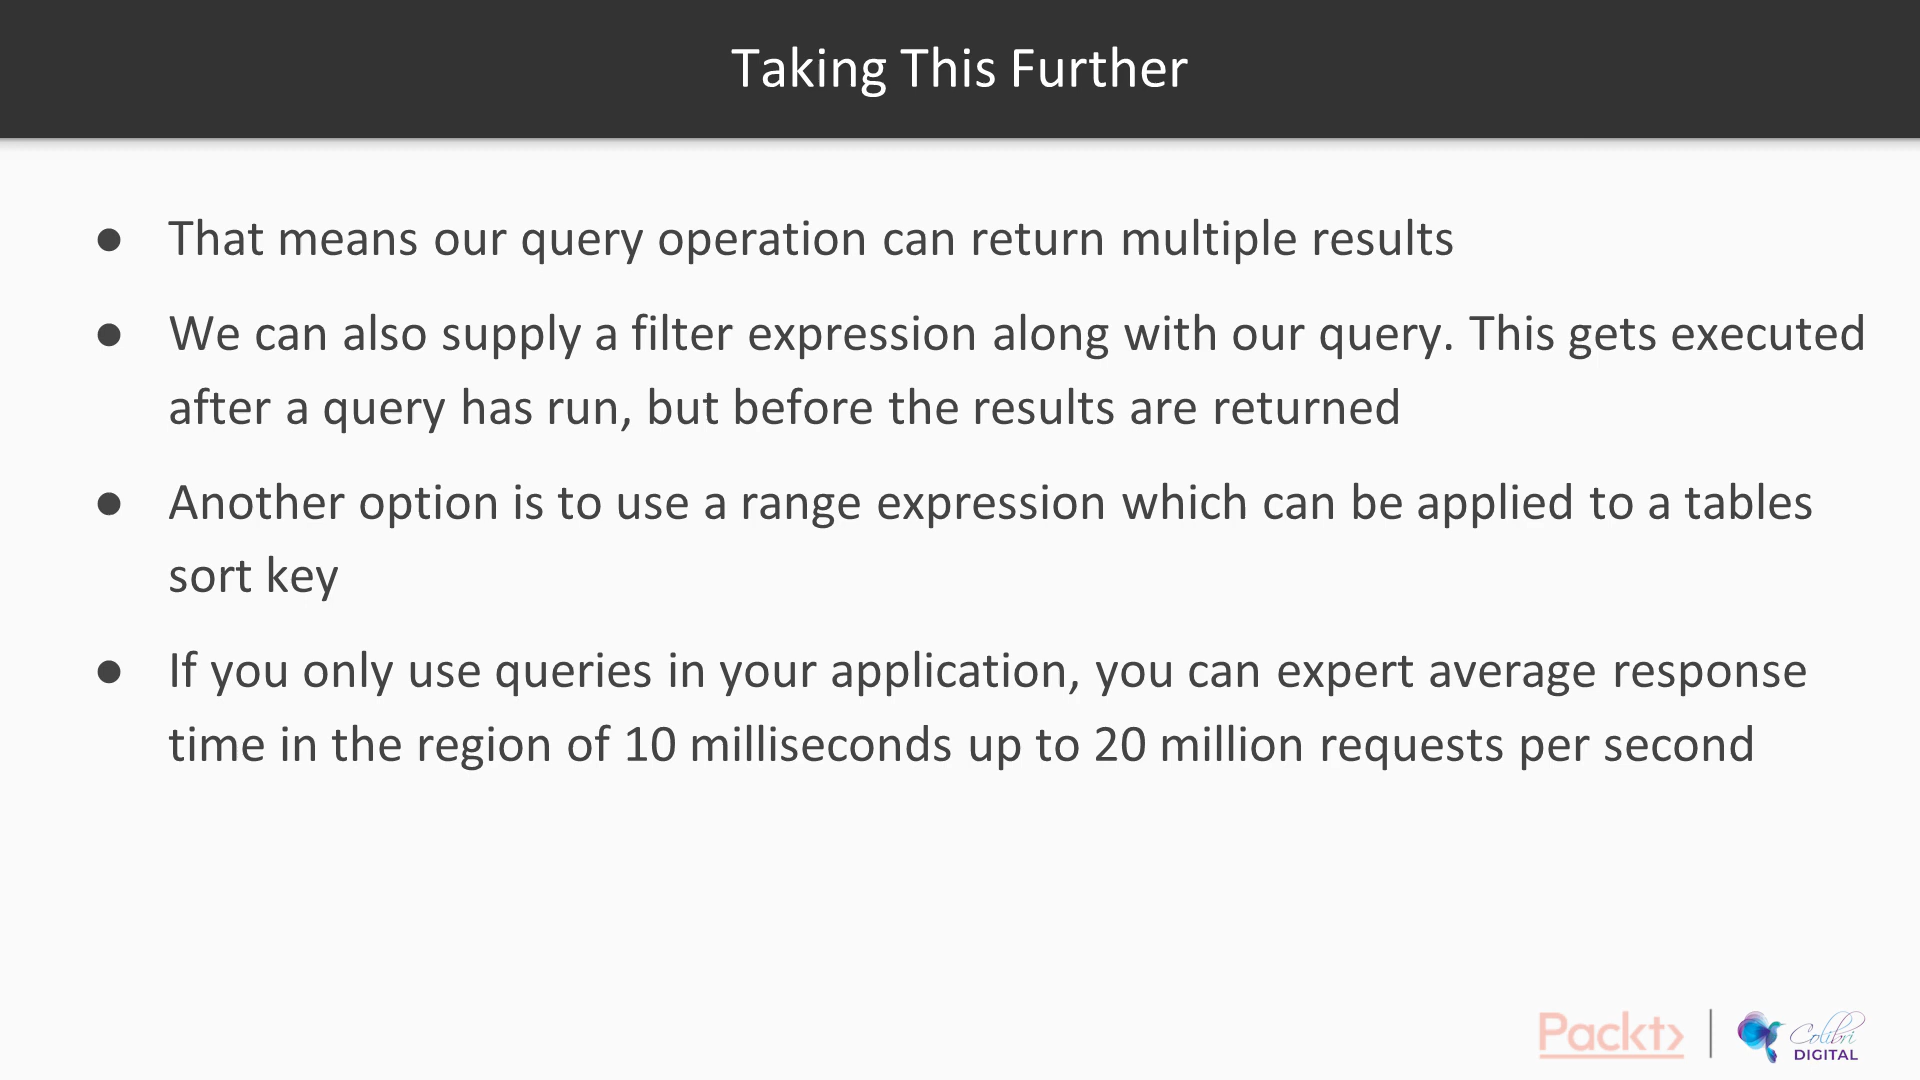 Taking This Further
● That means our query operation can return multiple results
● We can also supply a filter expression along with our query. This gets executed
after a query has run, but before the results are returned
● Another option is to use a range expression which can be applied to a tables
sort key
● If you only use queries in your application, you can expert average response
time in the region of 10 milliseconds up to 20 million requests per second
Packt>
Colibri
DIGITAL